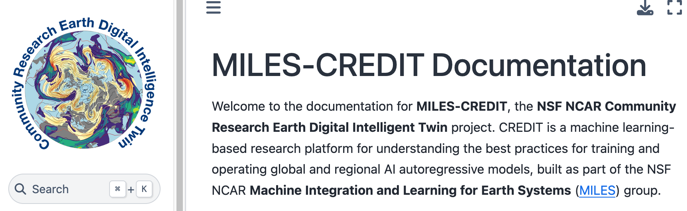 Community Research Earth Digital Intelligence Twin
Search
⌘ + K
MILES-CREDIT Documentation
Welcome to the documentation for MILES-CREDIT, the NSF NCAR Community
Research Earth Digital Intelligent Twin project. CREDIT is a machine learning-
based research platform for understanding the best practices for training and
operating global and regional AI autoregressive models, built as part of the NSF
NCAR Machine Integration and Learning for Earth Systems (MILES) group.